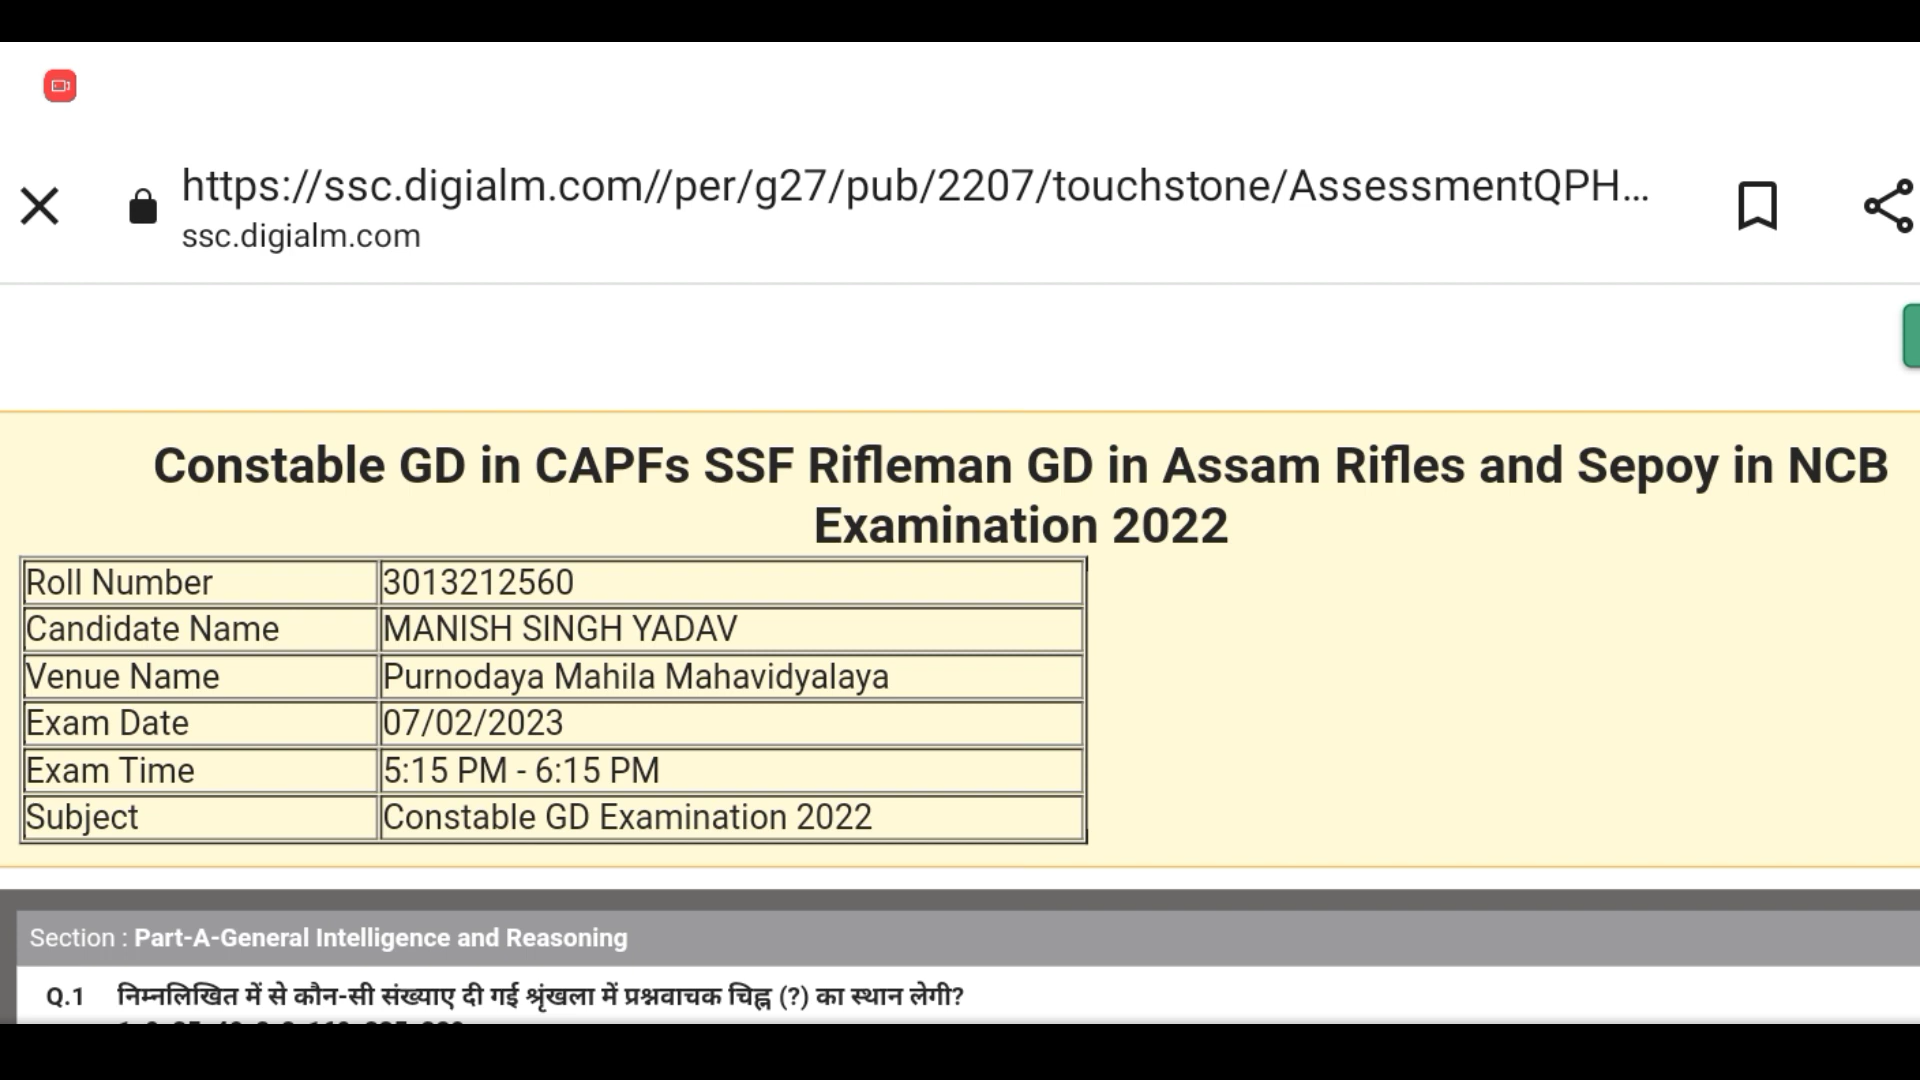 https://ssc.digialm.com//per/g27/pub/2207/touchstone/AssessmentQPH...
ssc.digialm.com
Constable GD in CAPFs SSF Rifleman GD in Assam Rifles and Sepoy in NCB
Examination 2022
Roll Number 3013212560
Candidate Name MANISH SINGH YADAV
Venue Name Purnodaya Mahila Mahavidyalaya
Exam Date 07/02/2023
Exam Time 5:15 PM - 6:15 PM
Subject Constable GD Examination 2022
Section : Part-A-General Intelligence and Reasoning
Q.1 निम्नलिखित में से कौन-सी संख्याए दी गई श्रृंखला में प्रश्नवाचक चिह्न (?) का स्थान लेगी?